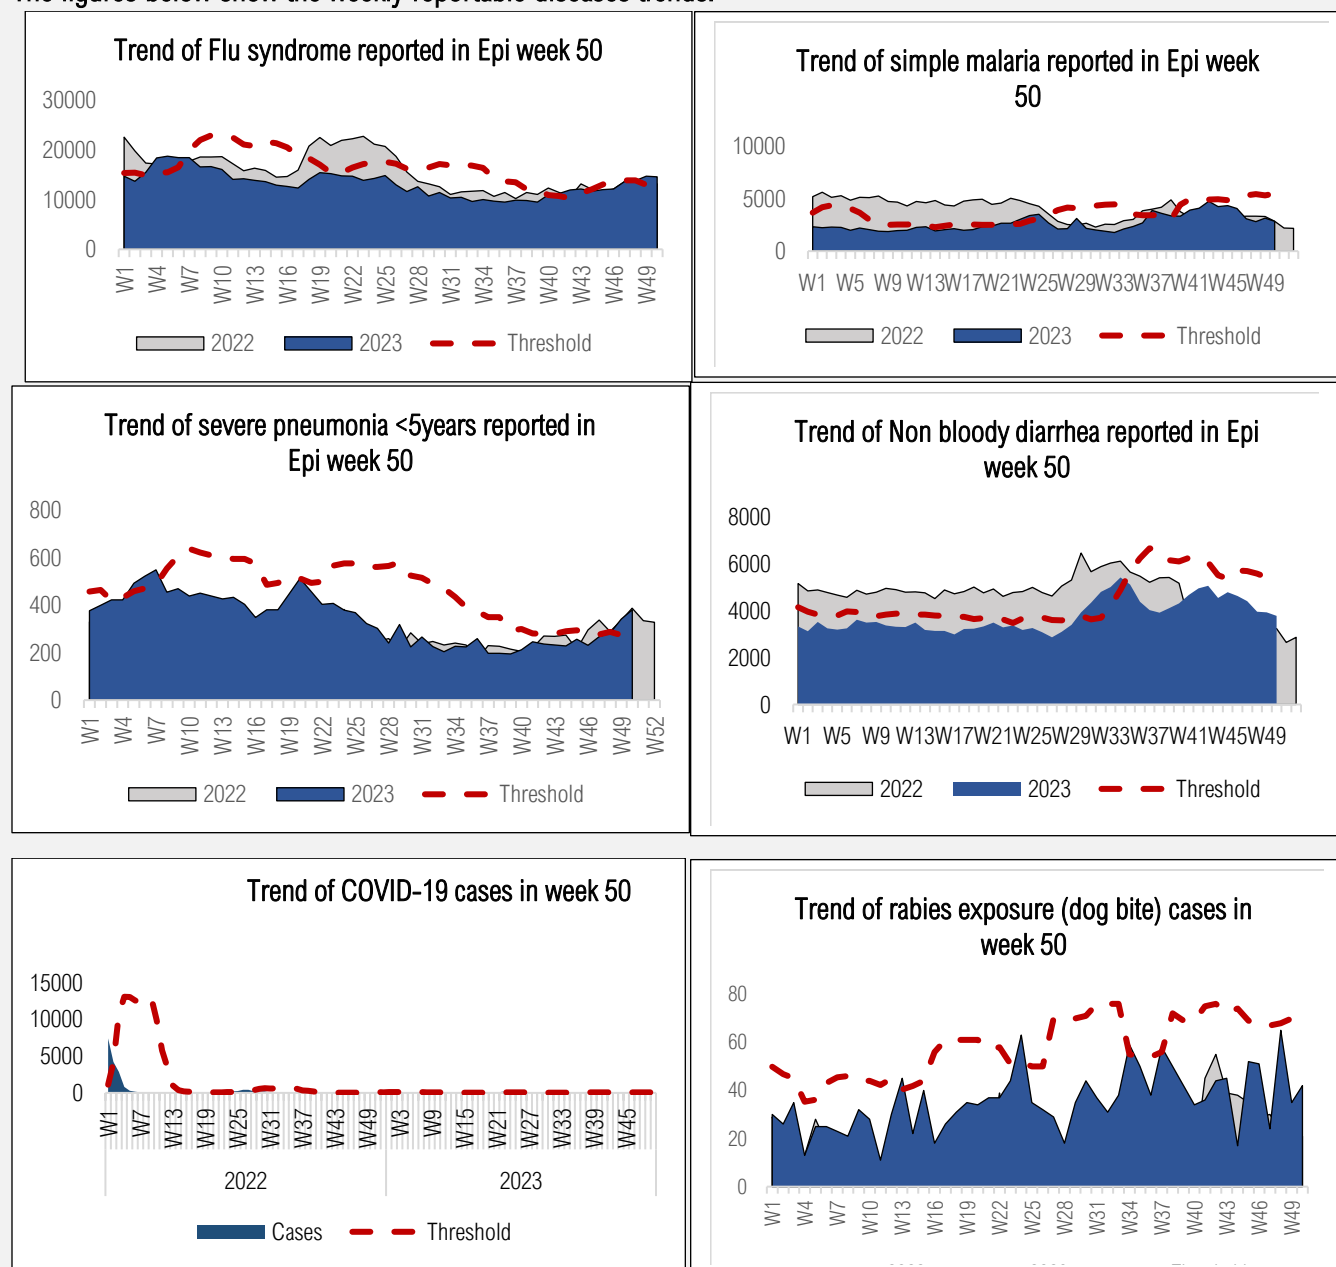 The figures below show the weekly reportable diseases trends.
Trend of Flu syndrome reported in Epi week 50
30000
20000
10000
0
W1 W4 W7 W10 W13 W16 W19 W22 W25 W28 W31 W34 W37 W40 W43 W46 W49
2022 2023 Threshold
Trend of simple malaria reported in Epi week
50
10000
5000
0
W1 W5 W9 W13W17W21W25W29W33W37W41W45W49
2022 2023 Threshold
Trend of severe pneumonia <5years reported in
Epi week 50
800
600
400
200
0
W1 W4 W7 W10 W13 W16 W19 W22 W25 W28 W31 W34 W37 W40 W43 W46 W49 W52
2022 2023 Threshold
Trend of Non bloody diarrhea reported in Epi
week 50
8000
6000
4000
2000
0
W1 W5 W9 W13W17W21W25W29W33W37W41W45W49
2022 2023 Threshold
Trend of COVID-19 cases in week 50
15000
10000
5000
0
W1 W7 W13 W19 W25 W31 W37 W43 W49 W3 W9 W15 W21 W27 W33 W39 W45
2022 2023
Cases Threshold
Trend of rabies exposure (dog bite) cases in
week 50
80
60
40
20
0
W1 W4 W7 W10 W13 W16 W19 W22 W25 W28 W31 W34 W37 W40 W43 W46 W49